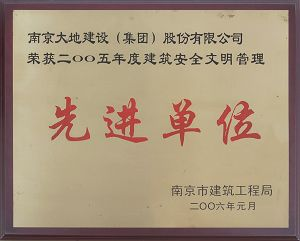 南京大地建设（集团）股份有限公司
荣获二〇〇五年度建筑安全文明管理
先进单位
南京市建筑工程局
二〇〇六年元月